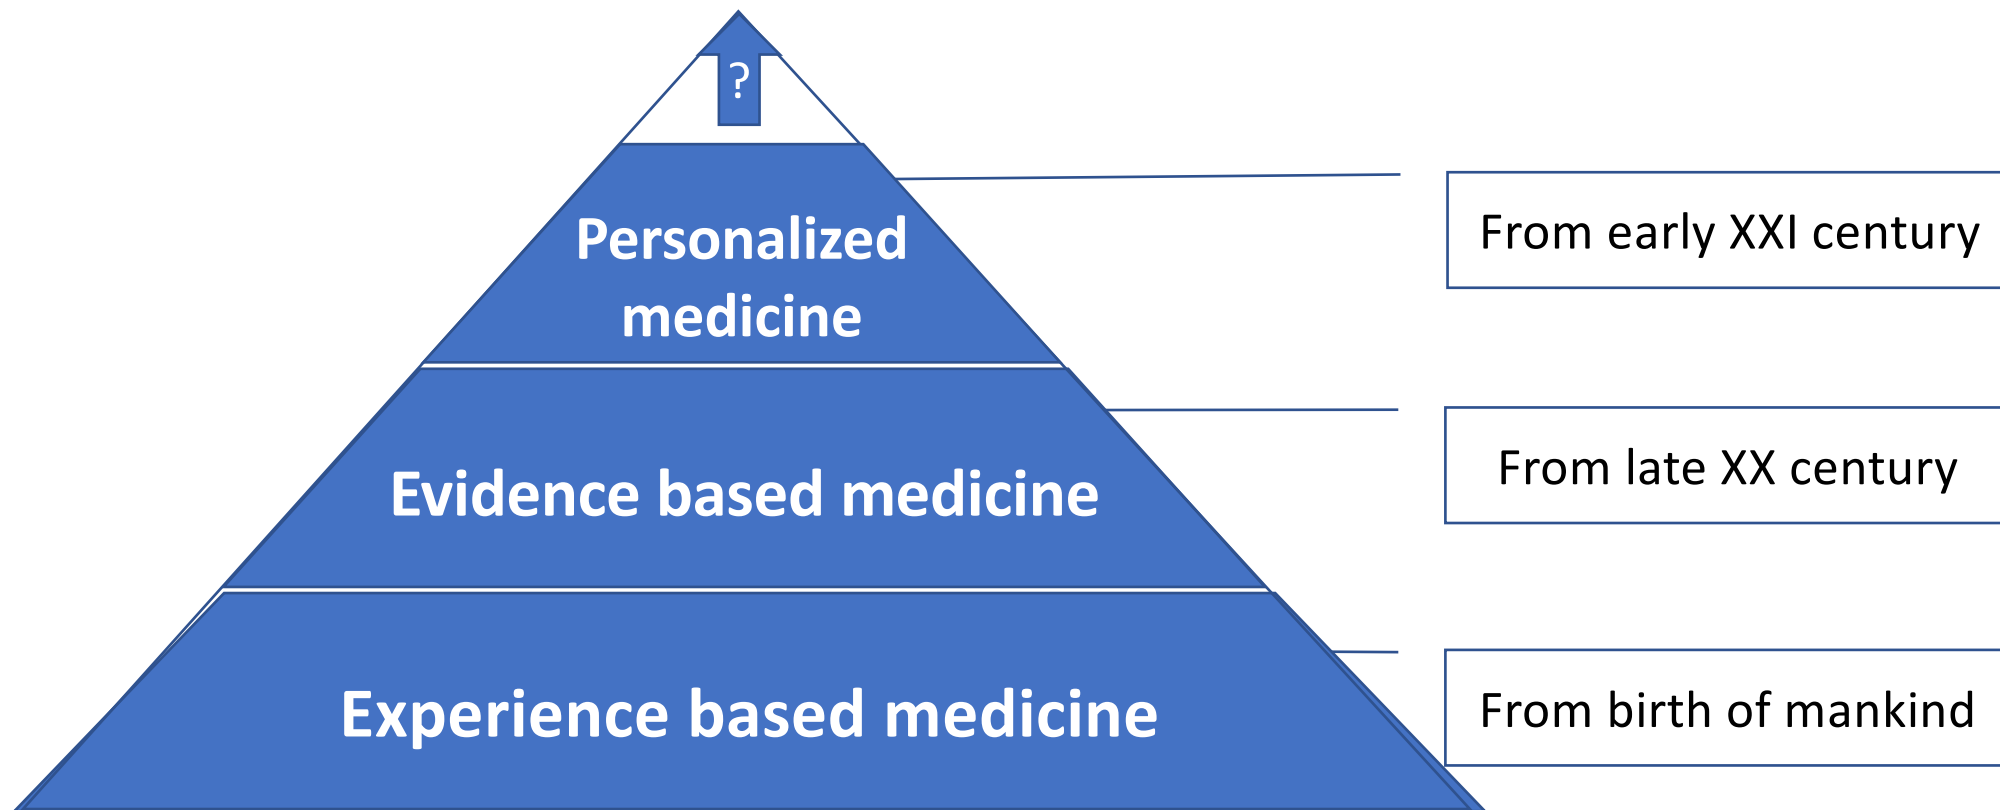 ?
Personalized
medicine
From early XXI century
Evidence based medicine
From late XX century
Experience based medicine
From birth of mankind